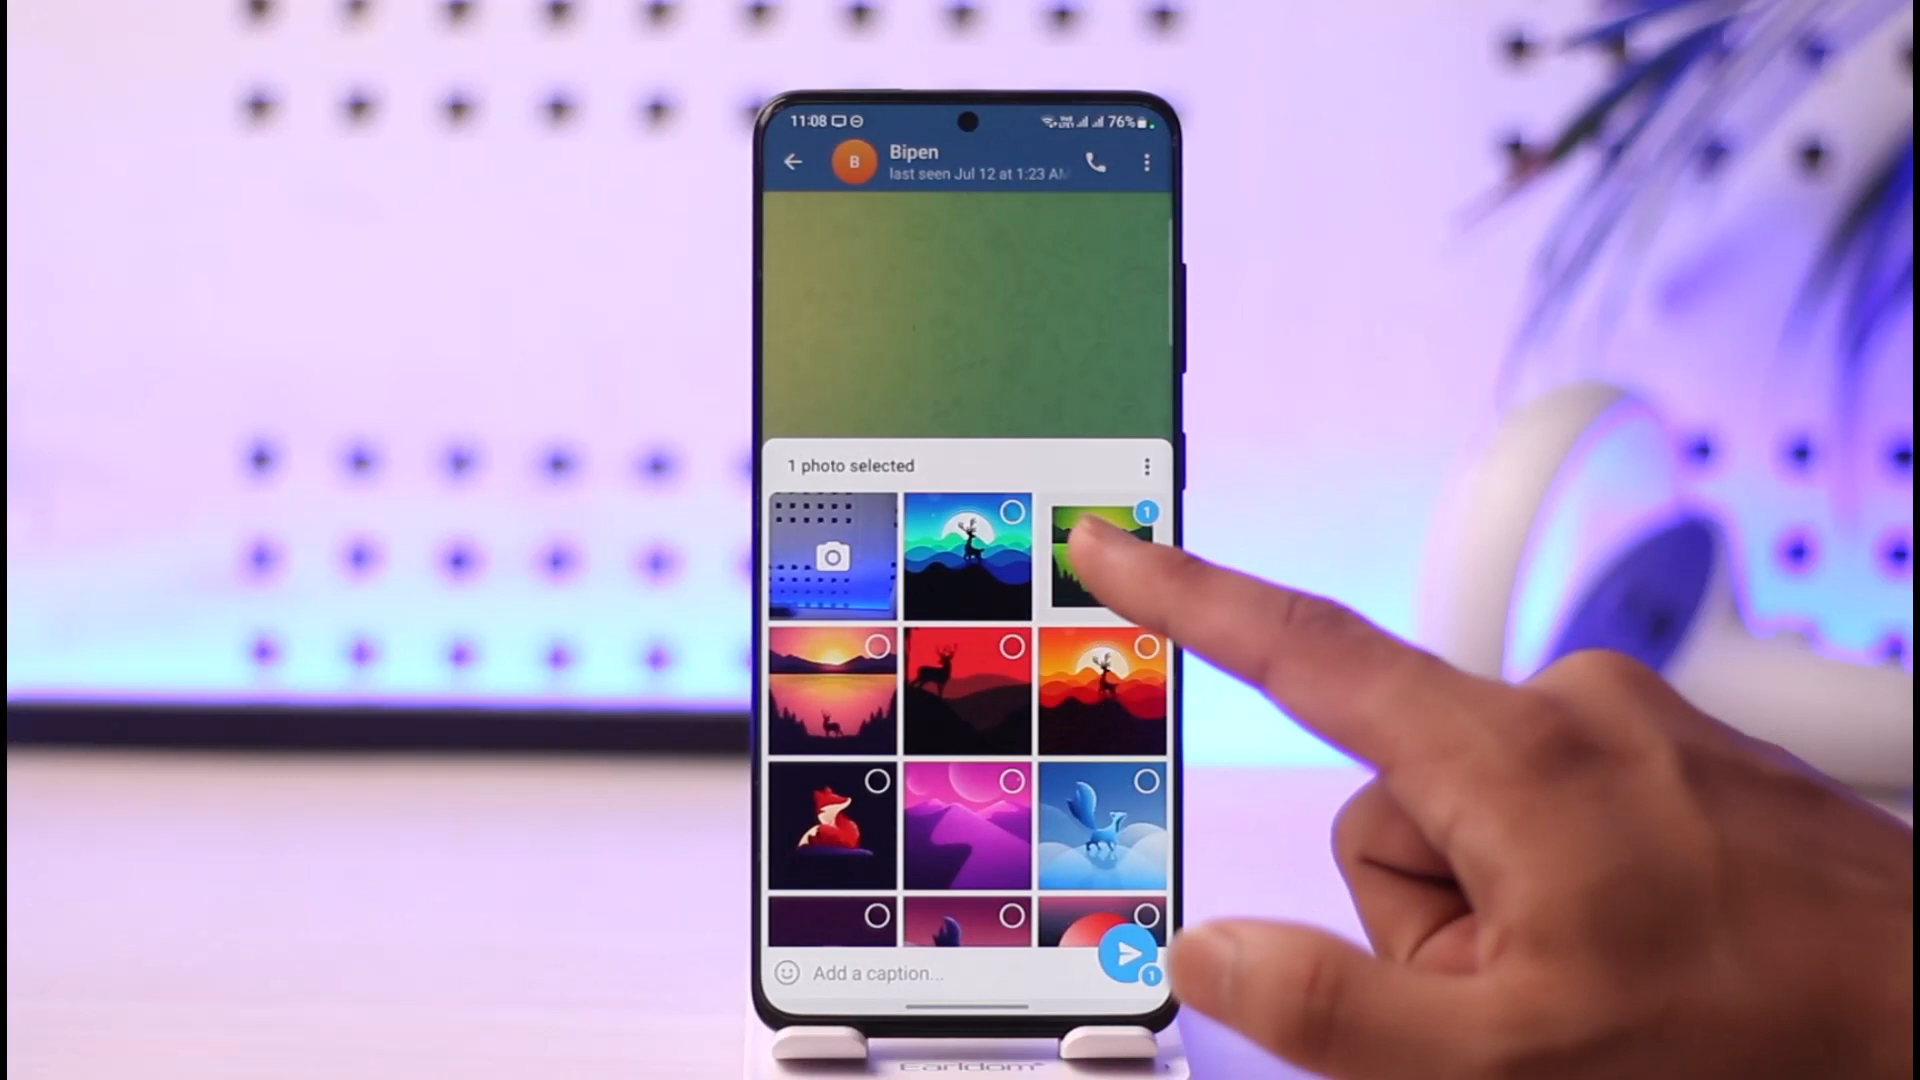 11:08 76%
B
Bipen
last seen Jul 12 at 1:23 AM
1 photo selected
1
Add a caption...
1
Earldom